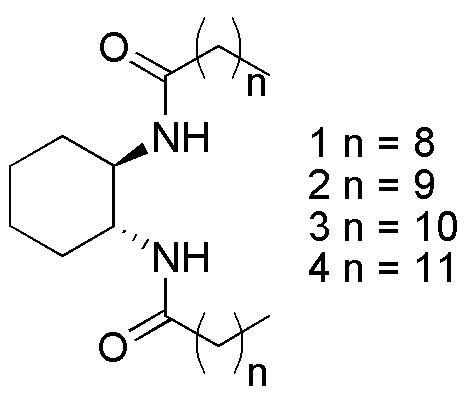 O
n
NH
1 n = 8
2 n = 9
3 n = 10
4 n = 11
NH
O
n